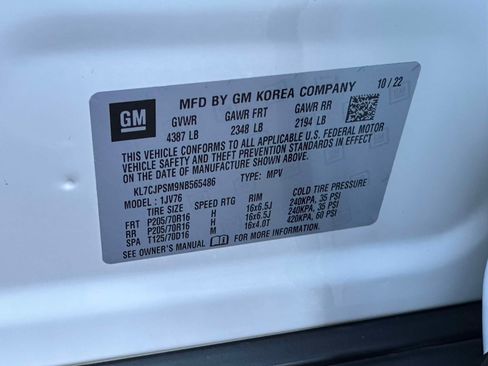 GM
MFD BY GM KOREA COMPANY 10/22
GVWR GAWR FRT GAWR RR
4387 LB 2348 LB 2194 LB
THIS VEHICLE CONFORMS TO ALL APPLICABLE U.S. FEDERAL MOTOR
VEHICLE SAFETY AND THEFT PREVENTION STANDARDS IN EFFECT
ON THE DATE OF MANUFACTURE SHOWN ABOVE.
KL7CJPSM9NB565486 TYPE: MPV
MODEL: 1JV76
TIRE SIZE SPEED RTG RIM COLD TIRE PRESSURE
FRT P205/70R16 H 16x6.5J 240KPA, 35 PSI
RR P205/70R16 H 16x6.5J 240KPA, 35 PSI
SPA T125/70D16 M 16x4.0T 420KPA, 60 PSI
SEE OWNER'S MANUAL FOR MORE INFORMATION.